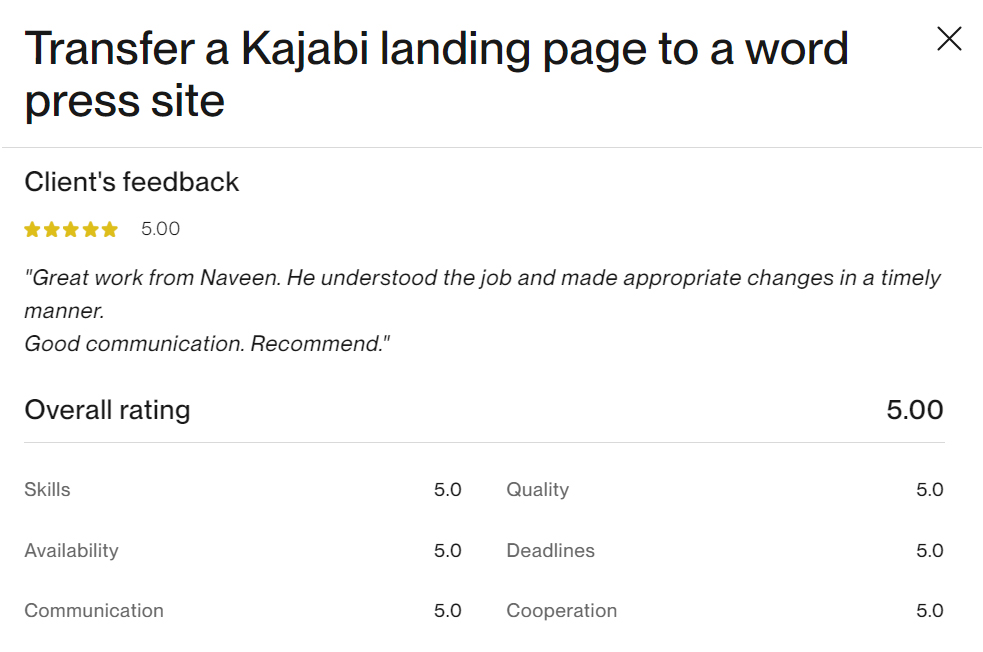 Transfer a Kajabi landing page to a word
press site
Client's feedback
5.00
"Great work from Naveen. He understood the job and made appropriate changes in a timely
manner.
Good communication. Recommend."
Overall rating 5.00
Skills 5.0 Quality 5.0
Availability 5.0 Deadlines 5.0
Communication 5.0 Cooperation 5.0